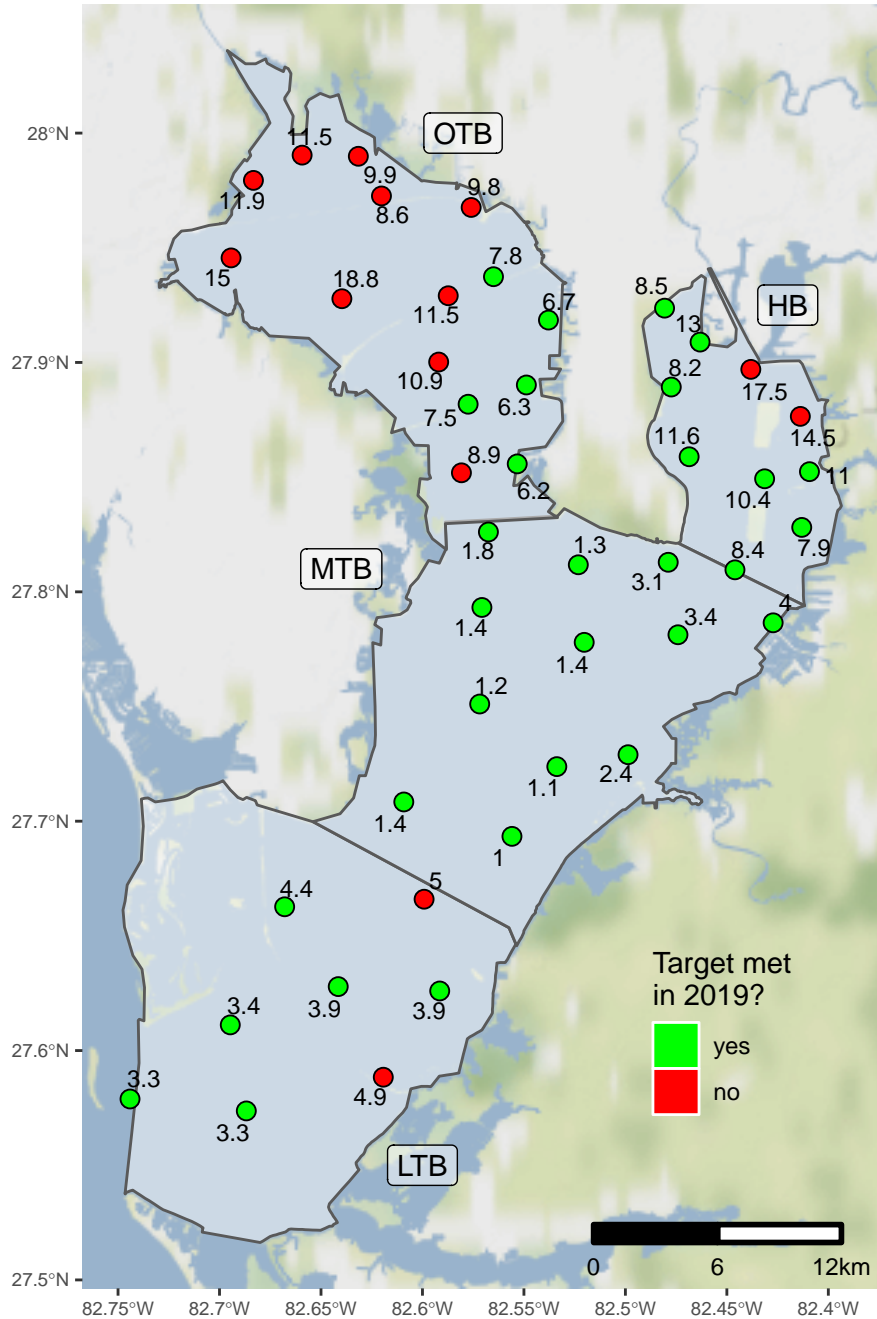 28°N
27.9°N
27.8°N
27.7°N
27.6°N
27.5°N
OTB
11.5
9.9
11.9
8.6
9.8
15
7.8
18.8
11.5
6.7
10.9
7.5
6.3
8.9
6.2
HB
8.5
13
8.2
17.5
14.5
11.6
10.4
11
7.9
8.4
MTB
1.8
1.3
3.1
4
1.4
1.4
3.4
1.2
1.1
2.4
1.4
1
5
4.4
3.9
3.9
3.4
3.3
4.9
3.3
LTB
Target met
in 2019?
yes
no
0 6 12km
82.75°W 82.7°W 82.65°W 82.6°W 82.55°W 82.5°W 82.45°W 82.4°W